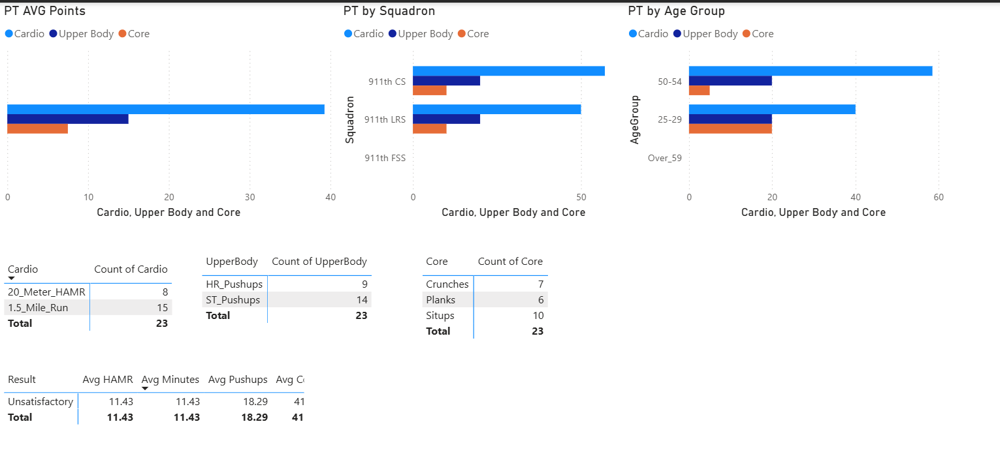 PT AVG Points
Cardio Upper Body Core
0 10 20 30 40
Cardio, Upper Body and Core
PT by Squadron
Cardio Upper Body Core
Squadron
911th CS
911th LRS
911th FSS
0 50
Cardio, Upper Body and Core
PT by Age Group
Cardio Upper Body Core
AgeGroup
50-54
25-29
Over_59
0 20 40 60
Cardio, Upper Body and Core
Cardio Count of Cardio
20_Meter_HAMR 8
1.5_Mile_Run 15
Total 23
UpperBody Count of UpperBody
HR_Pushups 9
ST_Pushups 14
Total 23
Core Count of Core
Crunches 7
Planks 6
Situps 10
Total 23
Result Avg HAMR Avg Minutes Avg Pushups Avg
Unsatisfactory 11.43 11.43 18.29 41
Total 11.43 11.43 18.29 41